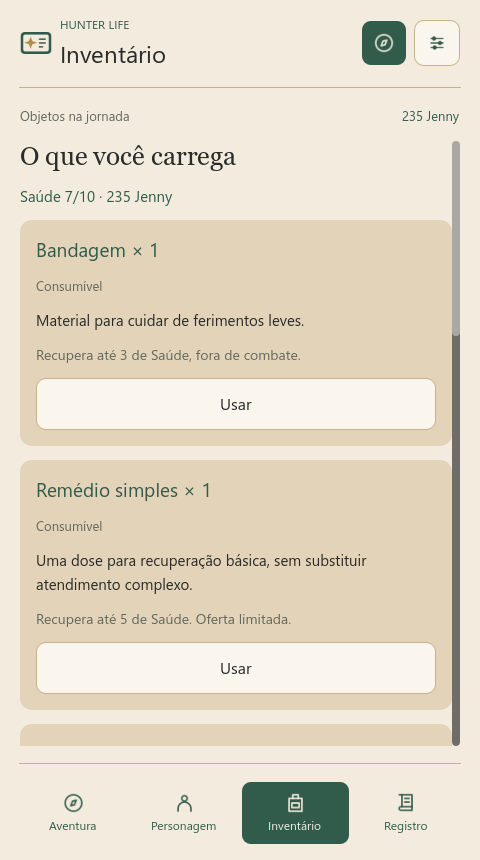 HUNTER LIFE
Inventário
Objetos na jornada
235 Jenny
O que você carrega
Saúde 7/10 · 235 Jenny
Bandagem × 1
Consumível
Material para cuidar de ferimentos leves.
Recupera até 3 de Saúde, fora de combate.
Usar
Remédio simples × 1
Consumível
Uma dose para recuperação básica, sem substituir
atendimento complexo.
Recupera até 5 de Saúde. Oferta limitada.
Usar
Aventura
Personagem
Inventário
Registro